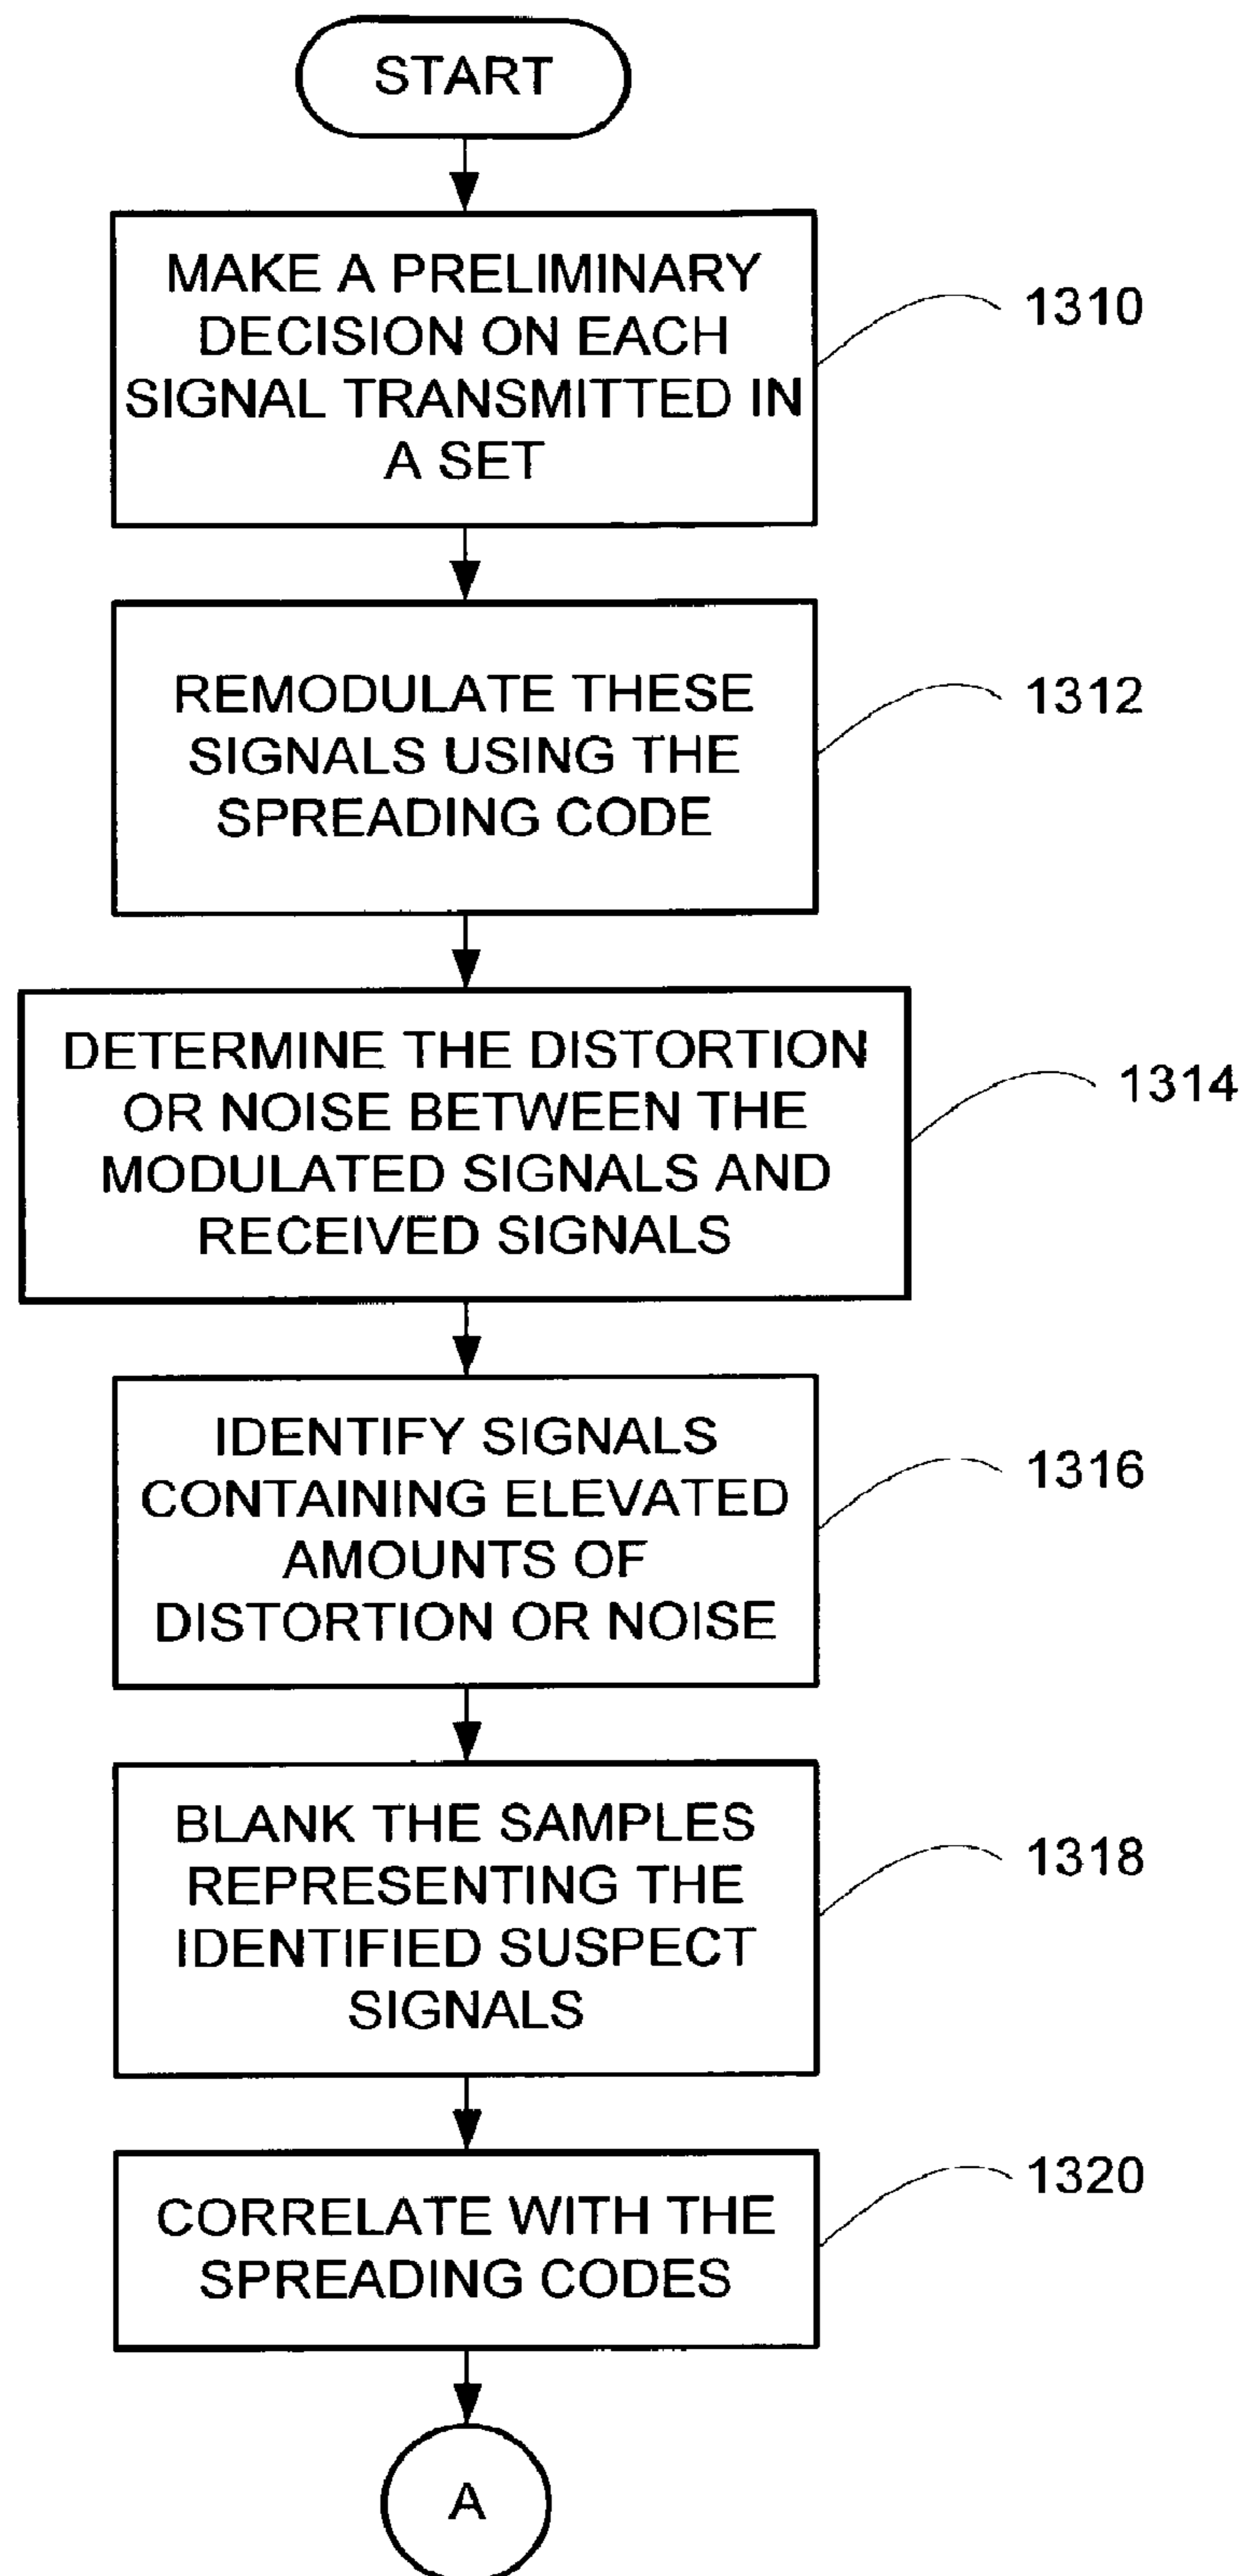 START
MAKE A PRELIMINARY
DECISION ON EACH
SIGNAL TRANSMITTED IN
A SET
1310
REMODULATE THESE
SIGNALS USING THE
SPREADING CODE
1312
DETERMINE THE DISTORTION
OR NOISE BETWEEN THE
MODULATED SIGNALS AND
RECEIVED SIGNALS
1314
IDENTIFY SIGNALS
CONTAINING ELEVATED
AMOUNTS OF
DISTORTION OR NOISE
1316
BLANK THE SAMPLES
REPRESENTING THE
IDENTIFIED SUSPECT
SIGNALS
1318
CORRELATE WITH THE
SPREADING CODES
1320
A